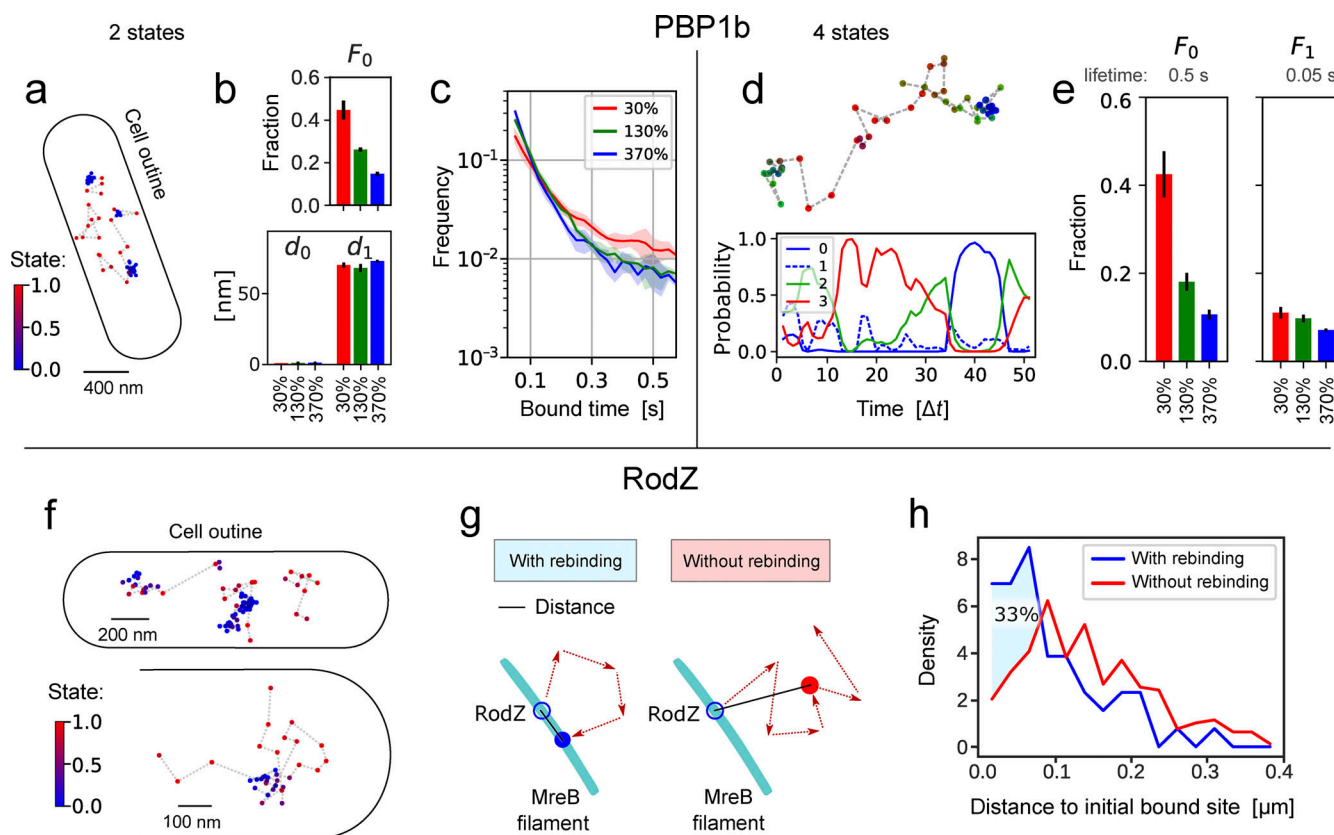 PBP1b
2 states
4 states
a
Cell outline
State:
1.0
0.5
0.0
400 nm
b
F0
Fraction
0.6
0.4
0.2
0.0
d0
d1
[nm]
50
0
30%
130%
370%
30%
130%
370%
c
Frequency
10-1
10-2
10-3
30%
130%
370%
0.1
0.3
0.5
Bound time [s]
d
Probability
1.0
0.5
0.0
0
1
2
3
0
10
20
30
40
50
Time [Δt]
e
F0
F1
lifetime: 0.5 s
0.05 s
Fraction
0.6
0.4
0.2
0.0
30%
130%
370%
30%
130%
370%
RodZ
f
Cell outine
200 nm
State:
1.0
0.5
0.0
100 nm
g
With rebinding
Without rebinding
Distance
RodZ
MreB
filament
RodZ
MreB
filament
h
Density
8
6
4
2
0
With rebinding
Without rebinding
33%
0.0
0.1
0.2
0.3
0.4
Distance to initial bound site [µm]